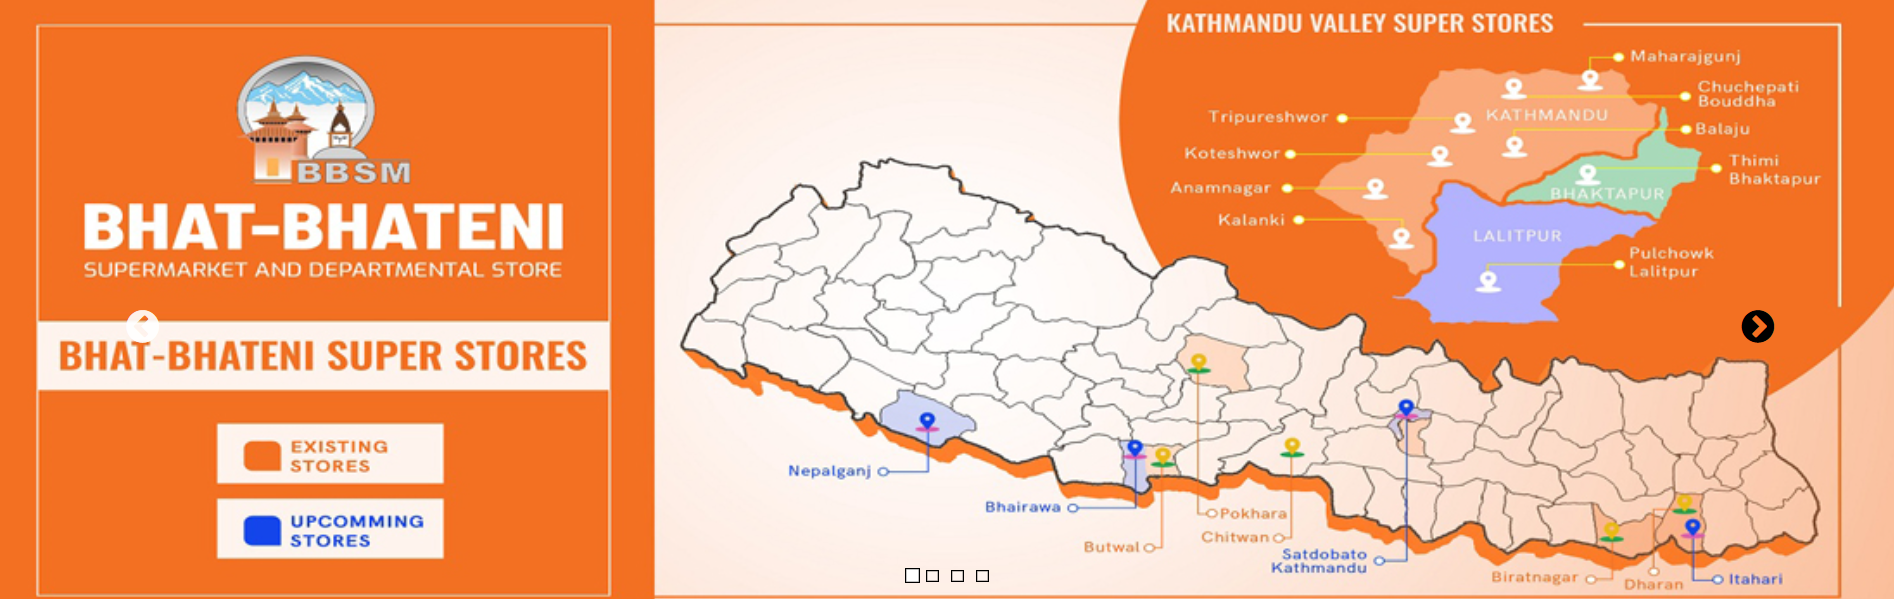 BBSM
BHAT-BHATENI
SUPERMARKET AND DEPARTMENTAL STORE
BHAT-BHATENI SUPER STORES
EXISTING
STORES
UPCOMMING
STORES
KATHMANDU VALLEY SUPER STORES
Maharajgunj
Chuchepati
Bouddha
Tripureshwor
KATHMANDU
Balaju
Koteshwor
Thimi
Bhaktapur
Anamnagar
BHAKTAPUR
Kalanki
LALITPUR
Pulchowk
Lalitpur
Nepalganj
Bhairawa
Pokhara
Butwal
Chitwan
Satdobato
Kathmandu
Biratnagar
Dharan
Itahari